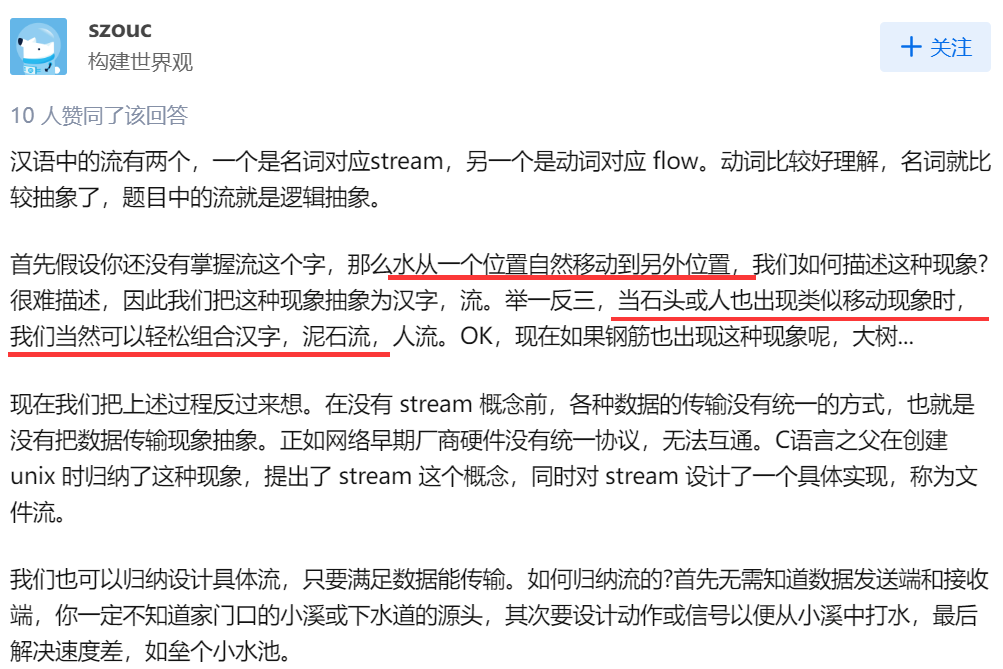 szouc
构建世界观
+ 关注
10 人赞同了该回答
汉语中的流有两个，一个是名词对应stream，另一个是动词对应 flow。动词比较好理解，名词就比
较抽象了，题目中的流就是逻辑抽象。
首先假设你还没有掌握流这个字，那么水从一个位置自然移动到另外位置，我们如何描述这种现象?
很难描述，因此我们把这种现象抽象为汉字，流。举一反三，当石头或人也出现类似移动现象时，
我们当然可以轻松组合汉字，泥石流，人流。OK，现在如果钢筋也出现这种现象呢，大树...
现在我们把上述过程反过来想。在没有 stream 概念前，各种数据的传输没有统一的方式，也就是
没有把数据传输现象抽象。正如网络早期厂商硬件没有统一协议，无法互通。C语言之父在创建
unix 时归纳了这种现象，提出了 stream 这个概念，同时对 stream 设计了一个具体实现，称为文
件流。
我们也可以归纳设计具体流，只要满足数据能传输。如何归纳流的?首先无需知道数据发送端和接收
端，你一定不知道家门口的小溪或下水道的源头，其次要设计动作或信号以便从小溪中打水，最后
解决速度差，如垒个小水池。